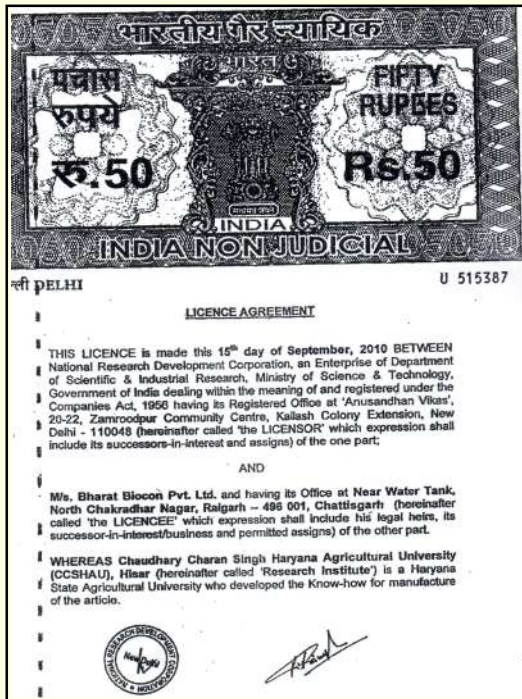 भारतीय गैर न्यायिक
भारत
पचास
रुपये
रु.50
FIFTY
RUPEES
Rs.50
INDIA
INDIA NON JUDICIAL
DELHI
U 515387
LICENCE AGREEMENT
THIS LICENCE is made this 15th day of September, 2010 BETWEEN
National Research Development Corporation, an Enterprise of Department
of Scientific & Industrial Research, Ministry of Science & Technology,
Government of India dealing within the meaning of and registered under the
Companies Act, 1956 having its Registered Office at 'Anusandhan Vikas',
20-22, Zamroodpur Community Centre, Kailash Colony Extension, New
Delhi - 110048 (hereinafter called 'the LICENSOR' which expression shall
include its successors-in-interest and assigns) of the one part;
AND
M/s. Bharat Biocon Pvt. Ltd. and having its Office at Near Water Tank,
North Chakradhar Nagar, Raigarh – 496 001, Chattisgarh (hereinafter
called 'the LICENCEE' which expression shall include his legal heirs, its
successor-in-interest/business and permitted assigns) of the other part.
WHEREAS Chaudhary Charan Singh Haryana Agricultural University
(CCSHAU), Hisar (hereinafter called 'Research Institute') is a Haryana
State Agricultural University who developed the Know-how for manufacture
of the article.
NATIONAL RESEARCH DEVELOPMENT CORPORATION
New Delhi